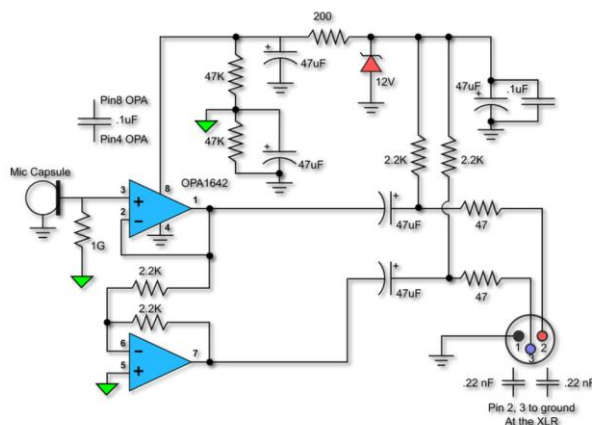 200
47uF
47K
12V
47uF
.1uF
Pin8 OPA
.1uF
Pin4 OPA
47K
47uF
2.2K
2.2K
Mic Capsule
OPA1642
3
8
1
2
4
1G
47uF
47
2.2K
2.2K
47uF
47
6
7
5
1
2
3
.22 nF
.22 nF
Pin 2, 3 to ground
At the XLR